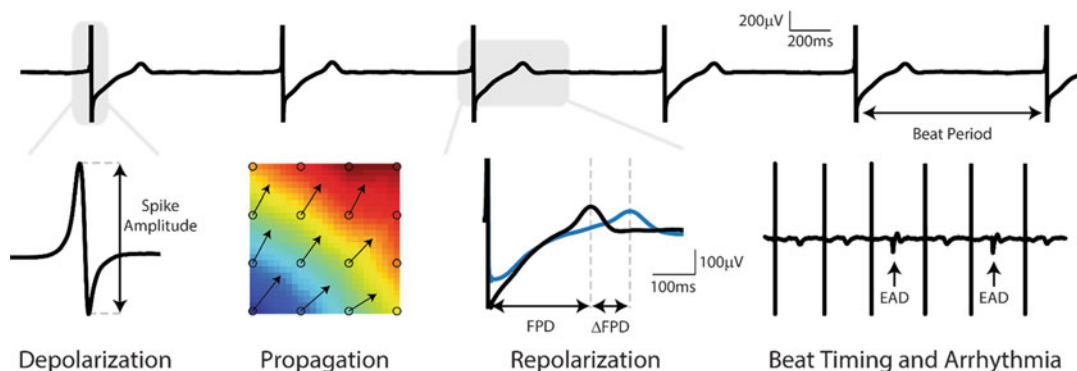 200µV
200ms
Beat Period
Spike
Amplitude
100µV
100ms
FPD
ΔFPD
EAD
EAD
Depolarization
Propagation
Repolarization
Beat Timing and Arrhythmia